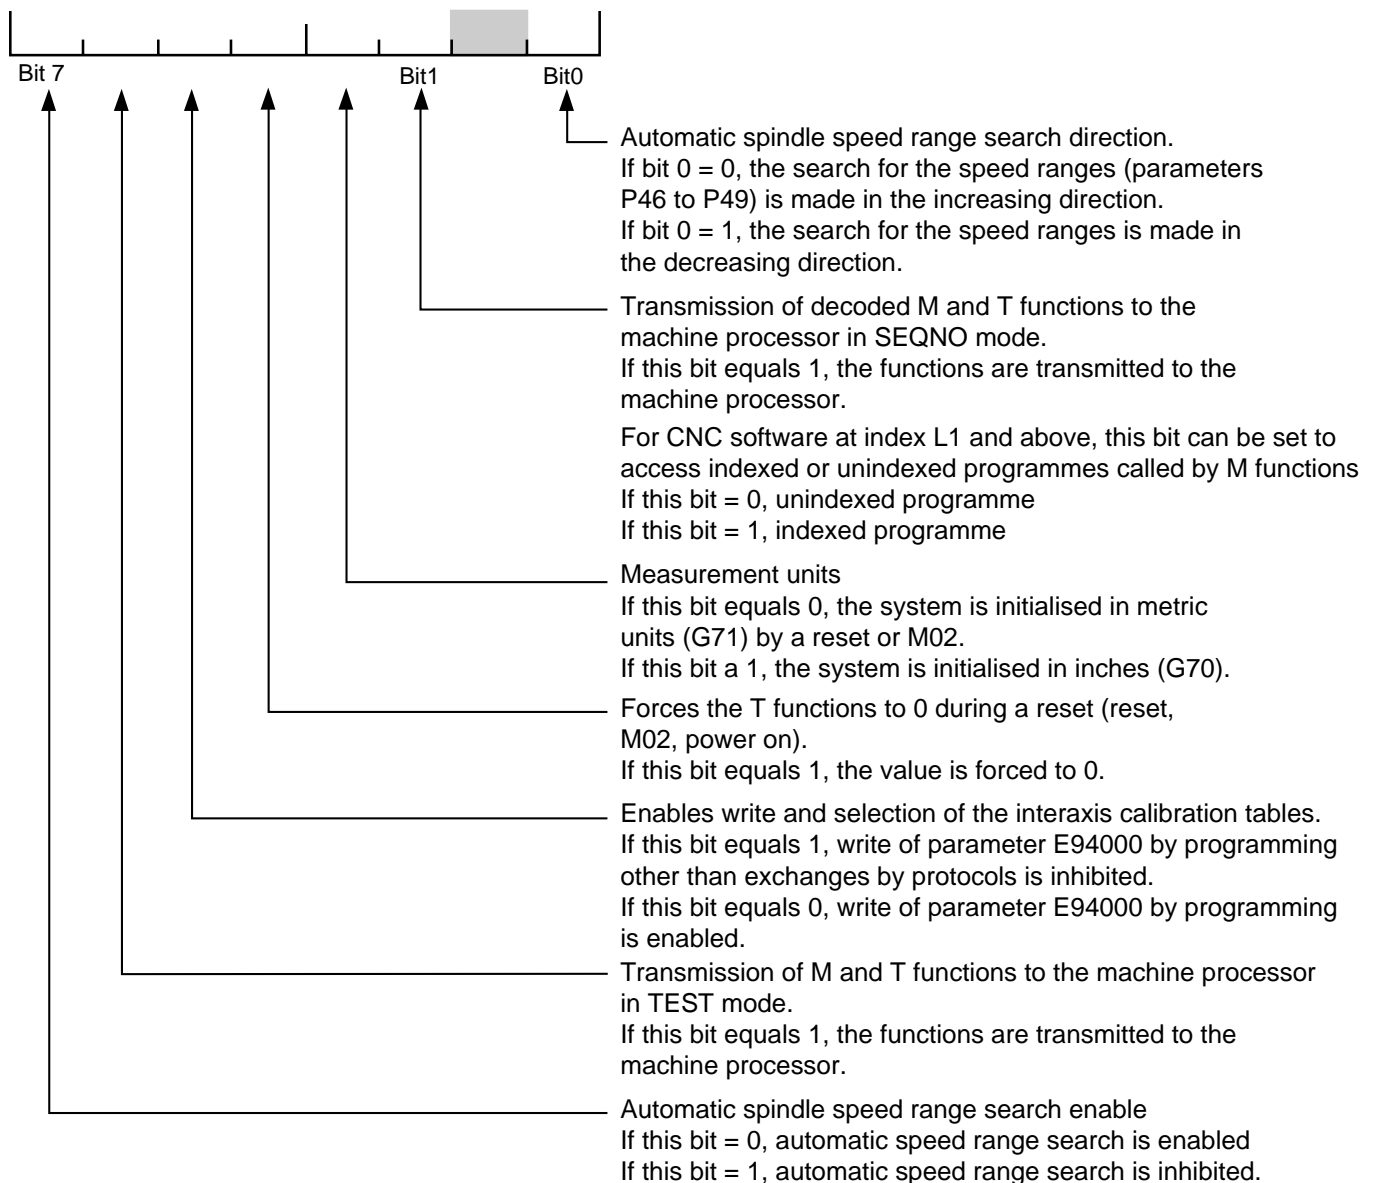 Bit 7
Bit1
Bit0
Automatic spindle speed range search direction.
If bit 0 = 0, the search for the speed ranges (parameters
P46 to P49) is made in the increasing direction.
If bit 0 = 1, the search for the speed ranges is made in
the decreasing direction.
Transmission of decoded M and T functions to the
machine processor in SEQNO mode.
If this bit equals 1, the functions are transmitted to the
machine processor.
For CNC software at index L1 and above, this bit can be set to
access indexed or unindexed programmes called by M functions
If this bit = 0, unindexed programme
If this bit = 1, indexed programme
Measurement units
If this bit equals 0, the system is initialised in metric
units (G71) by a reset or M02.
If this bit a 1, the system is initialised in inches (G70).
Forces the T functions to 0 during a reset (reset,
M02, power on).
If this bit equals 1, the value is forced to 0.
Enables write and selection of the interaxis calibration tables.
If this bit equals 1, write of parameter E94000 by programming
other than exchanges by protocols is inhibited.
If this bit equals 0, write of parameter E94000 by programming
is enabled.
Transmission of M and T functions to the machine processor
in TEST mode.
If this bit equals 1, the functions are transmitted to the
machine processor.
Automatic spindle speed range search enable
If this bit = 0, automatic speed range search is enabled
If this bit = 1, automatic speed range search is inhibited.